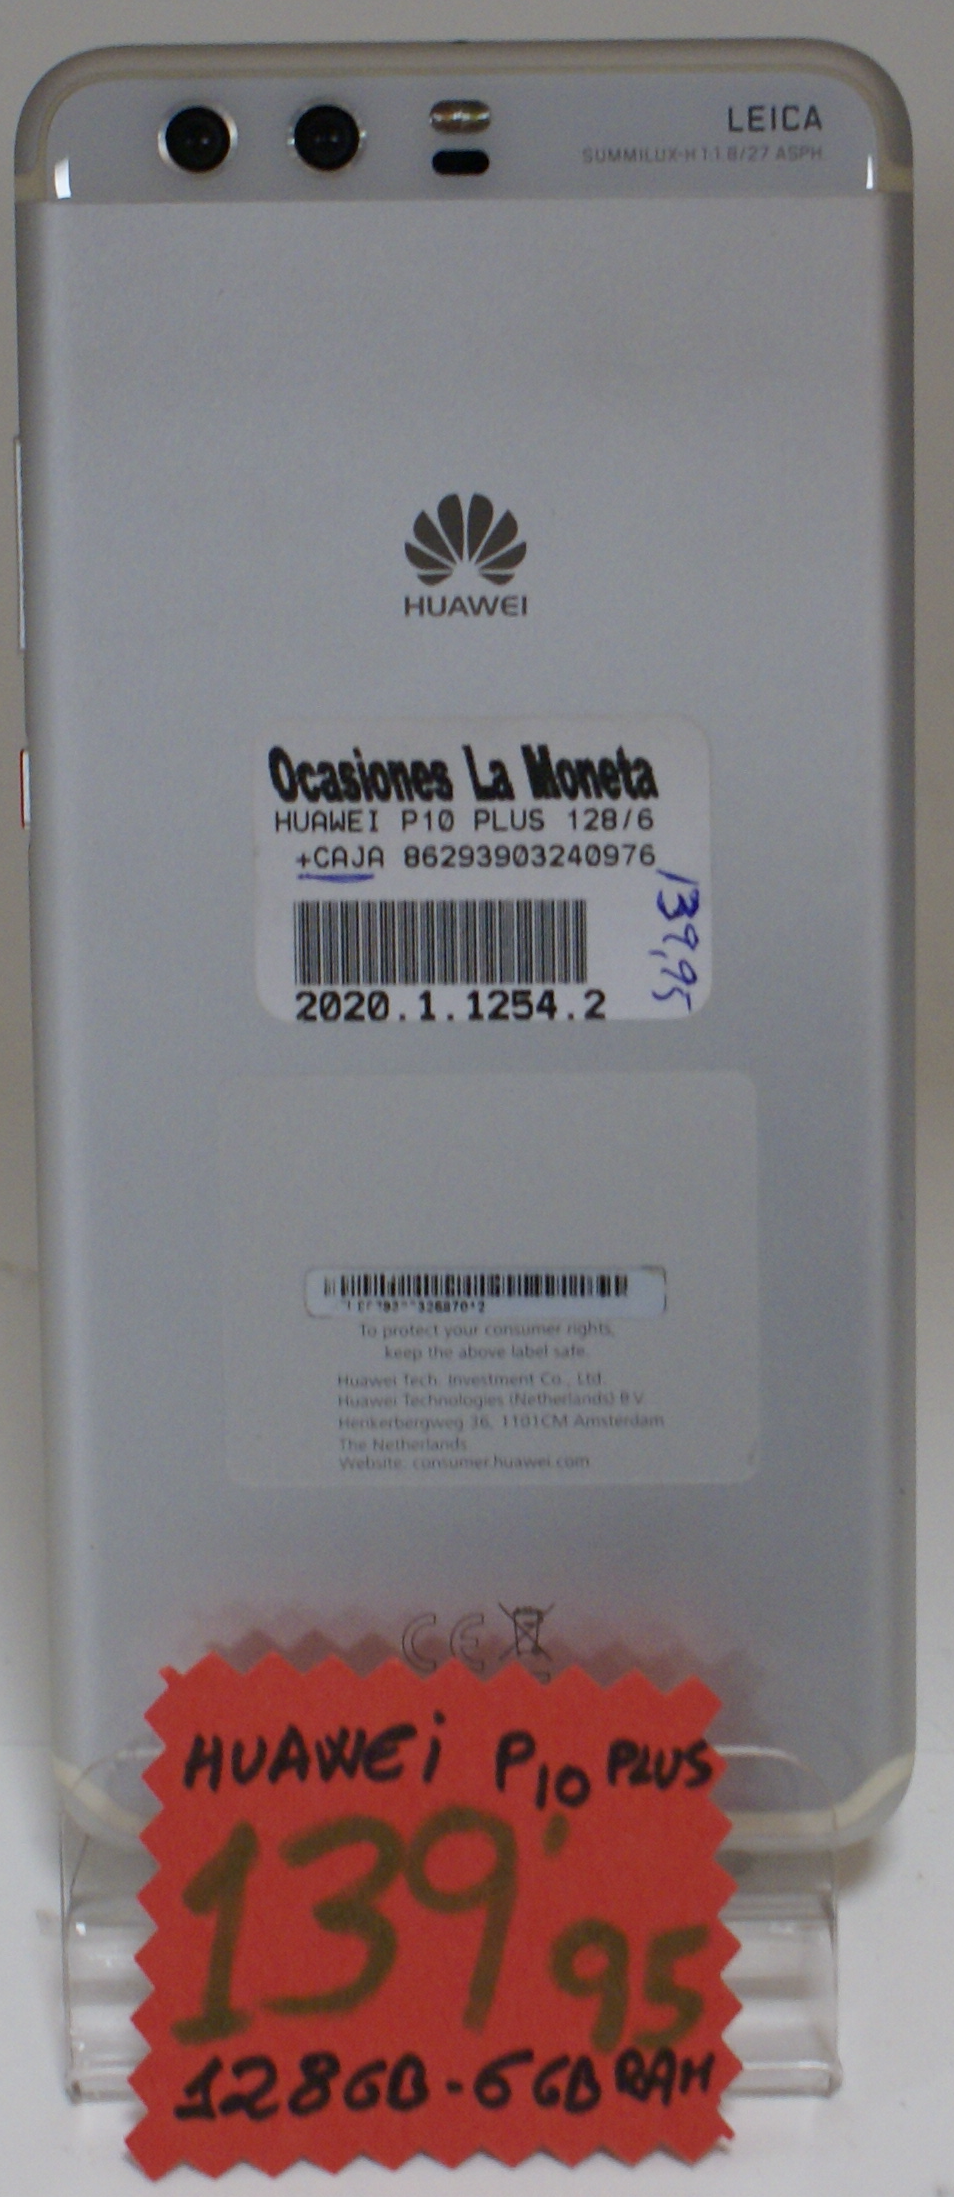 LEICA
SUMMILUX-H 1:1.8/27 ASPH
HUAWEI
Ocasiones La Moneta
HUAWEI P10 PLUS 128/6
+CAJA 86293903240976
139,95
2020.1.1254.2
To protect your consumer rights,
keep the above label safe.
Huawei Tech. Investment Co., Ltd.
Huawei Technologies (Netherlands) B.V.
Herikerbergweg 36, 1101CM Amsterdam
The Netherlands
Website: consumer.huawei.com
CE
HUAWEi P10 PLUS
139'95
128GB-6GB RAM